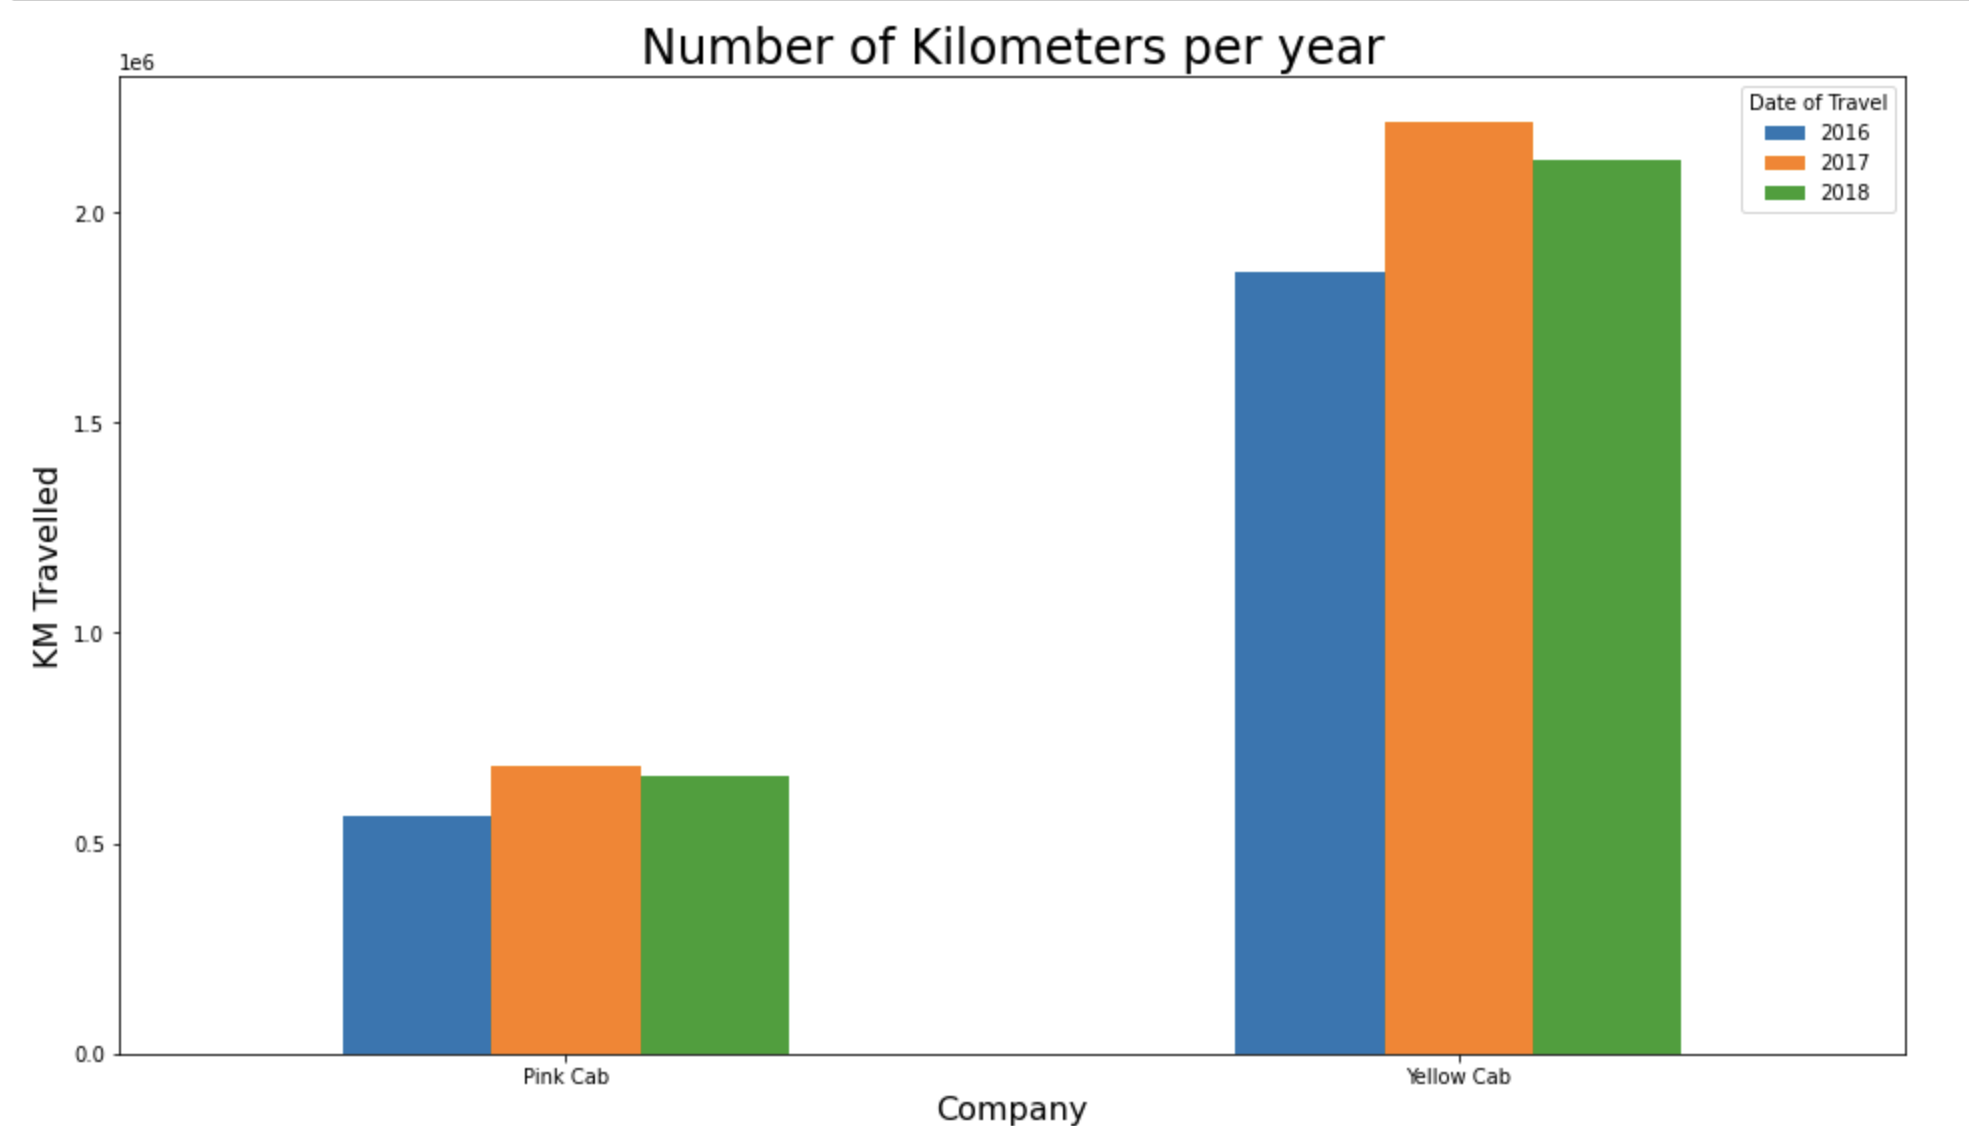 Number of Kilometers per year
1e6
Date of Travel
2016
2017
2018
2.0
1.5
1.0
0.5
0.0
KM Travelled
Pink Cab
Yellow Cab
Company